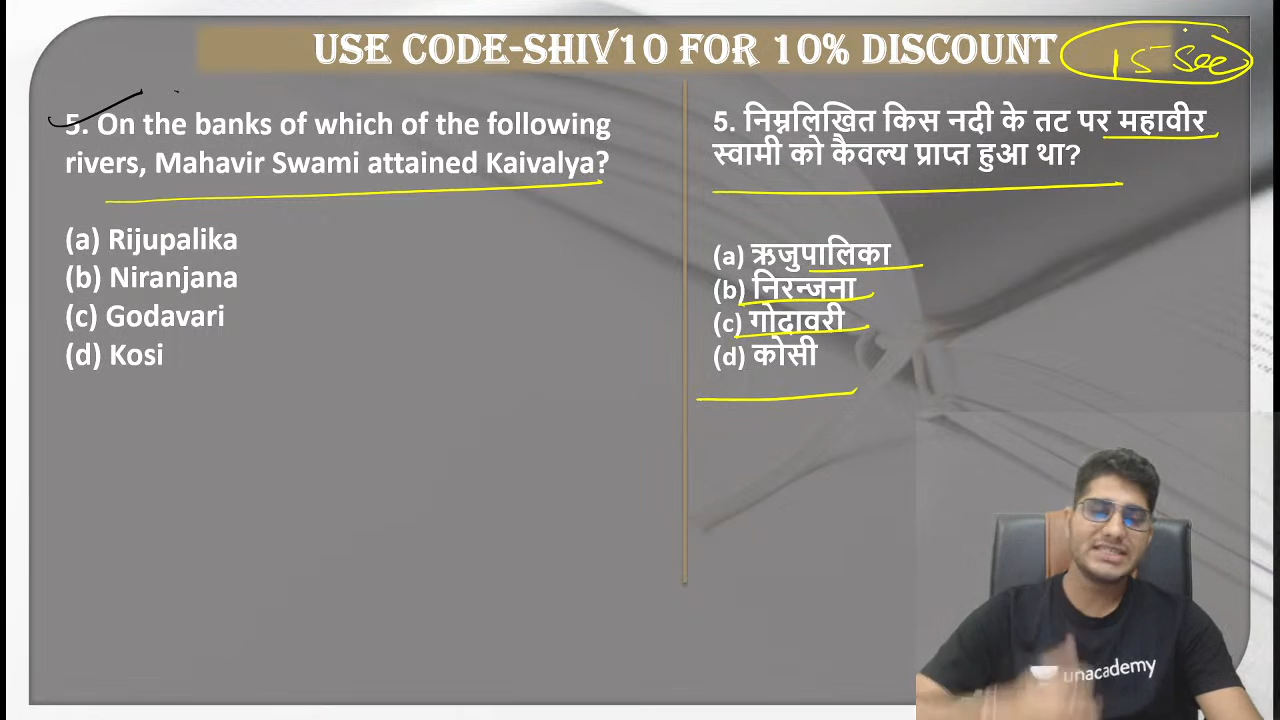 USE CODE-SHIV10 FOR 10% DISCOUNT
15 Sec
5. On the banks of which of the following
rivers, Mahavir Swami attained Kaivalya?
(a) Rijupalika
(b) Niranjana
(c) Godavari
(d) Kosi
5. निम्नलिखित किस नदी के तट पर महावीर
स्वामी को कैवल्य प्राप्त हुआ था?
(a) ऋजुपालिका
(b) निरन्जना
(c) गोदावरी
(d) कोसी
unacademy